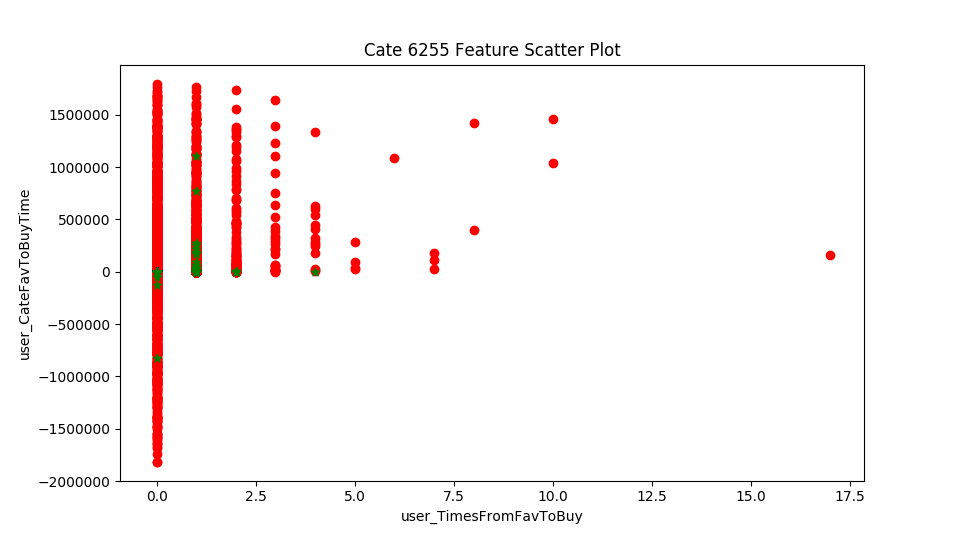 Cate 6255 Feature Scatter Plot
user_CateFavToBuyTime
1500000
1000000
500000
0
−500000
−1000000
−1500000
−2000000
0.0 2.5 5.0 7.5 10.0 12.5 15.0 17.5
user_TimesFromFavToBuy